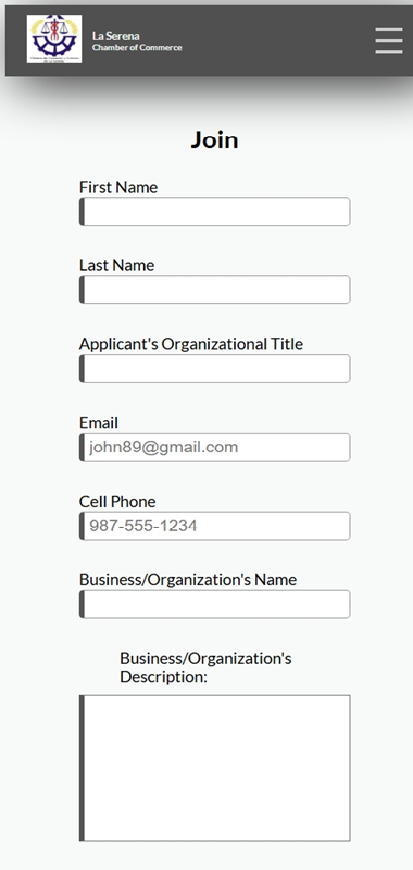 La Serena
Chamber of Commerce
Join
First Name
Last Name
Applicant's Organizational Title
Email
john89@gmail.com
Cell Phone
987-555-1234
Business/Organization's Name
Business/Organization's
Description: